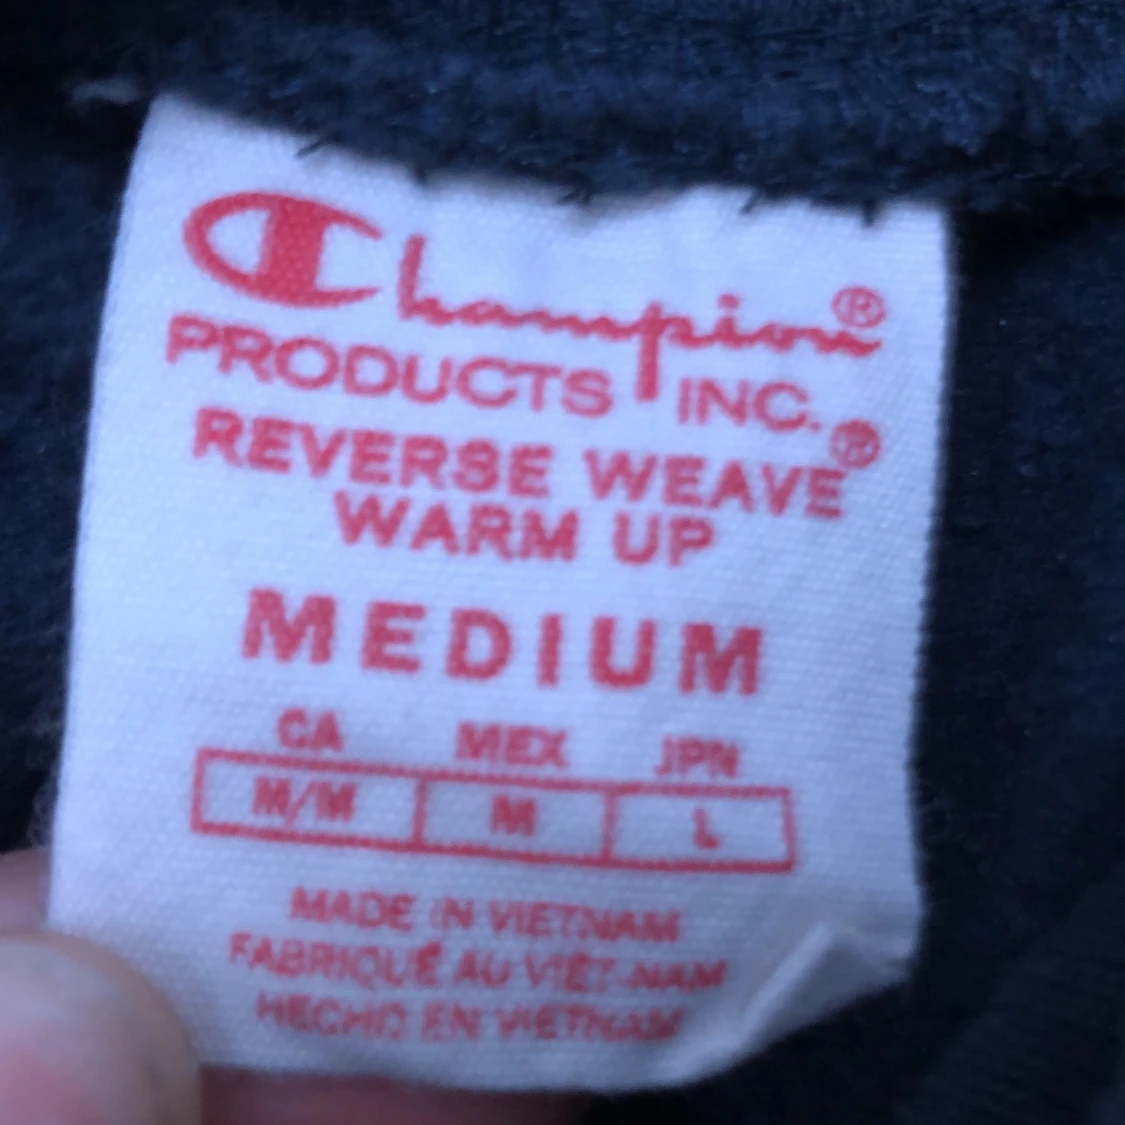 Champion®
PRODUCTS INC.
REVERSE WEAVE®
WARM UP
MEDIUM
CA MEX JPN
M/M M L
MADE IN VIETNAM
FABRIQUÉ AU VIÊT-NAM
HECHO EN VIETNAM